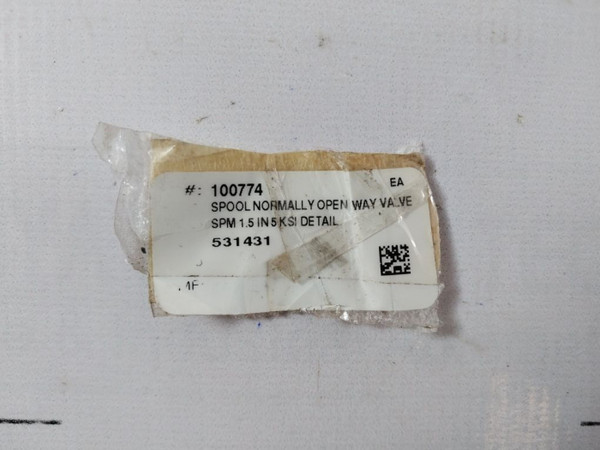 #: 100774 EA
SPOOL NORMALLY OPEN WAY VALVE
SPM 1.5 IN 5 KSI DETAIL
531431